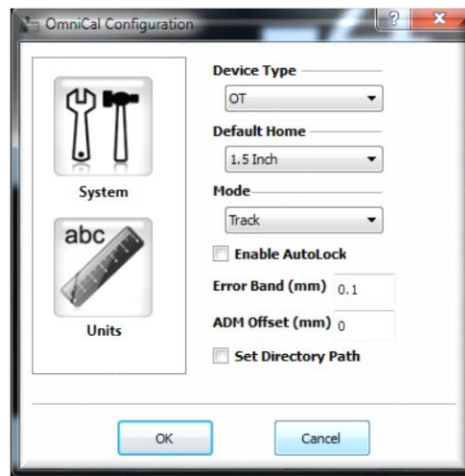 OmniCal Configuration
?
System
abc
Units
Device Type
OT
Default Home
1.5 Inch
Mode
Track
Enable AutoLock
Error Band (mm) 0.1
ADM Offset (mm) 0
Set Directory Path
OK
Cancel